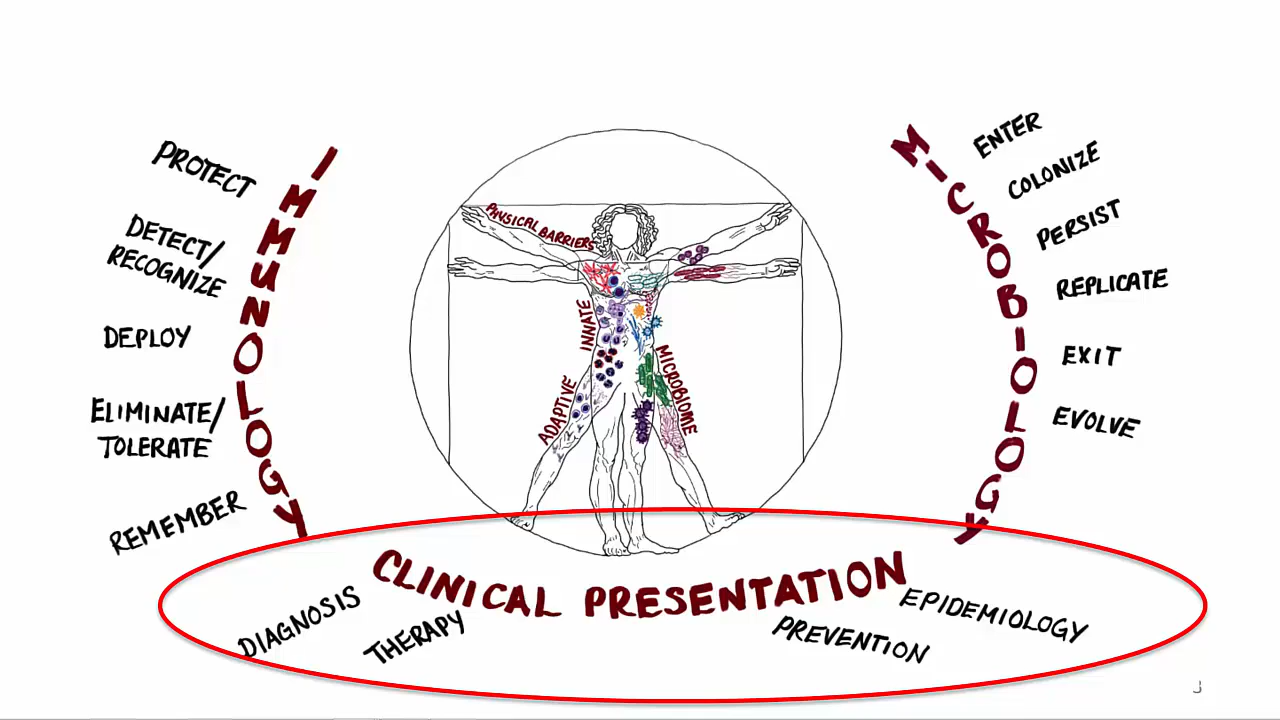 IMMUNOLOGY
PROTECT
DETECT/
RECOGNIZE
DEPLOY
ELIMINATE/
TOLERATE
REMEMBER
PHYSICAL BARRIERS
INNATE
ADAPTIVE
MICROBIOME
MICROBIOLOGY
ENTER
COLONIZE
PERSIST
REPLICATE
EXIT
EVOLVE
CLINICAL PRESENTATION
DIAGNOSIS
THERAPY
PREVENTION
EPIDEMIOLOGY